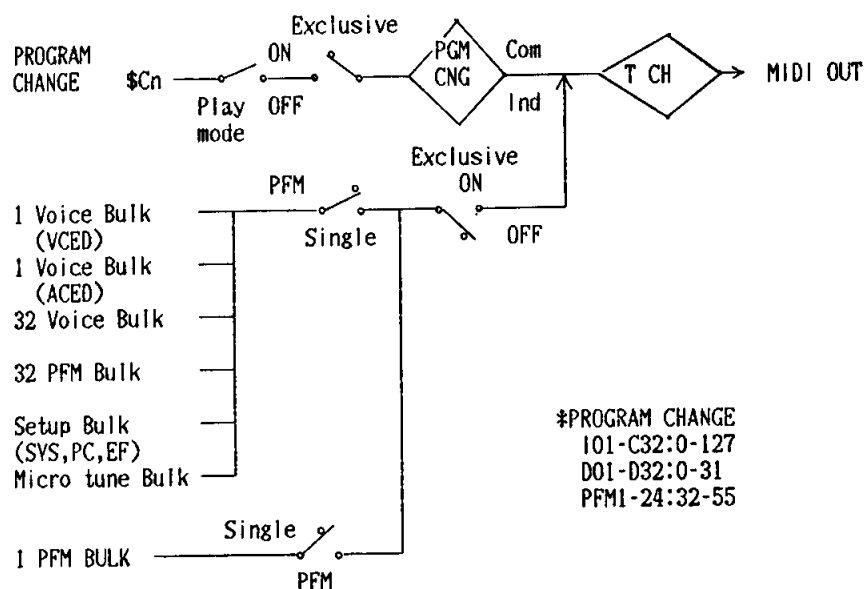 Exclusive
PROGRAM ON PGM Com
CHANGE $Cn CNG T CH MIDI OUT
Play OFF Ind
mode
Exclusive
PFM ON
1 Voice Bulk
(VCED) Single OFF
1 Voice Bulk
(ACED)
32 Voice Bulk
32 PFM Bulk
Setup Bulk
(SYS,PC,EF)
Micro tune Bulk
*PROGRAM CHANGE
I01-C32:0-127
D01-D32:0-31
PFM1-24:32-55
Single
1 PFM BULK
PFM